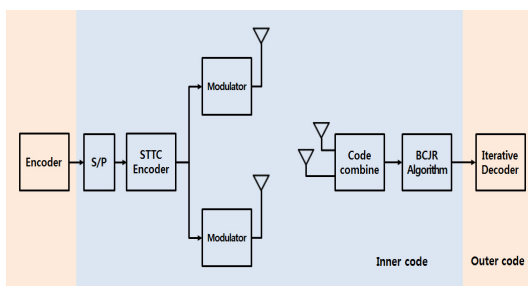 Modulator
Encoder
S/P
STTC
Encoder
Code
combine
BCJR
Algorithm
Iterative
Decoder
Modulator
Inner code
Outer code